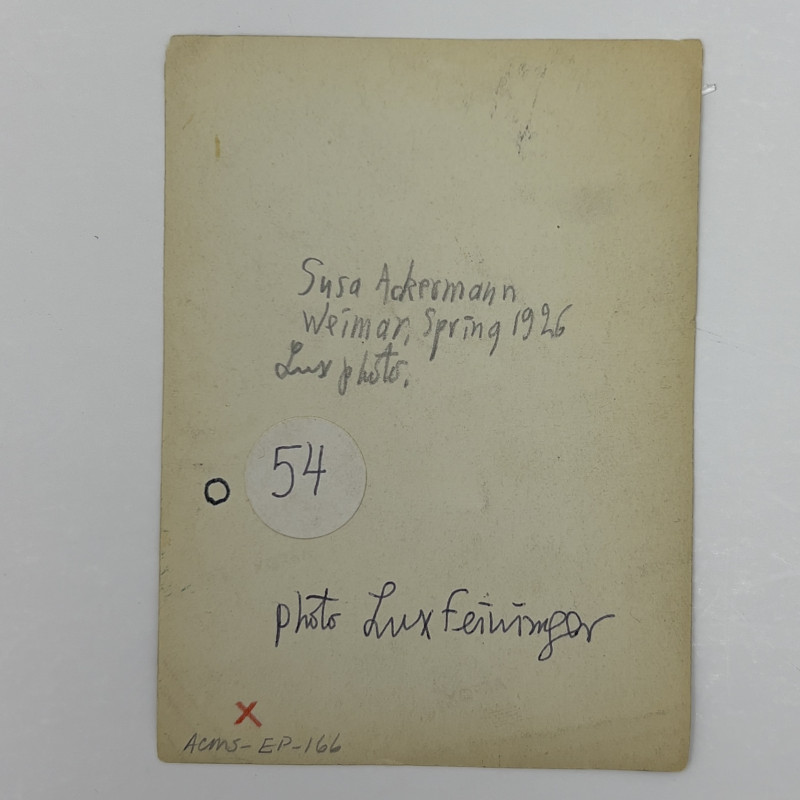 Susa Ackermann
Weimar, Spring 1926
Lux photo.
54
photo Lux Feininger
X
Acms-EP-166